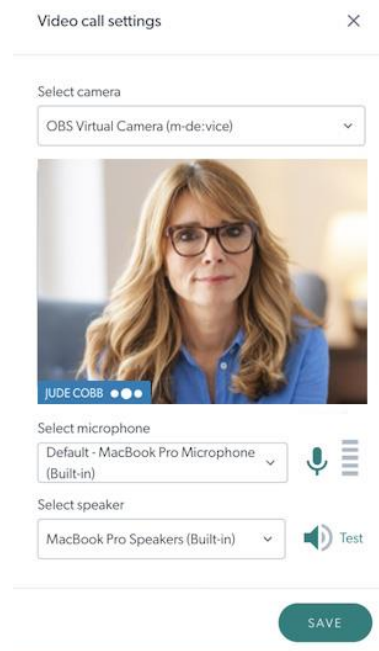 Video call settings
Select camera
OBS Virtual Camera (m-de:vice)
JUDE COBB
Select microphone
Default - MacBook Pro Microphone
(Built-in)
Select speaker
MacBook Pro Speakers (Built-in)
Test
SAVE